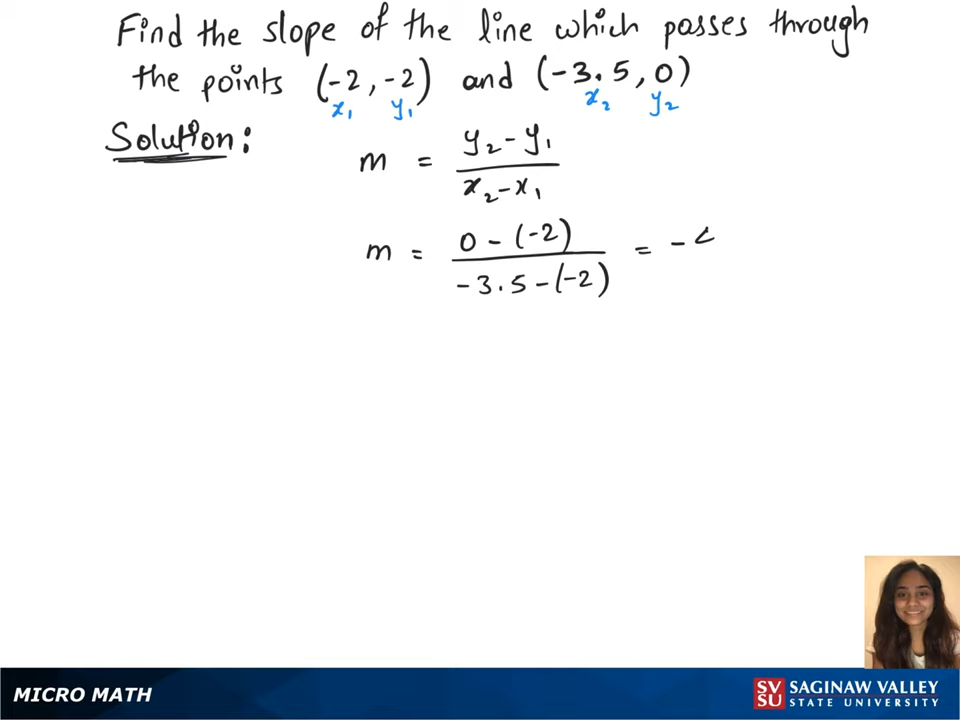 Find the slope of the line which passes through
the points (-2, -2) and (-3.5, 0)
x₁ y₁ x₂ y₂
Solution:
m = (y₂ - y₁)/(x₂ - x₁)
m = (0 - (-2))/(-3.5 - (-2)) = -
MICRO MATH
SVSU SAGINAW VALLEY
STATE UNIVERSITY